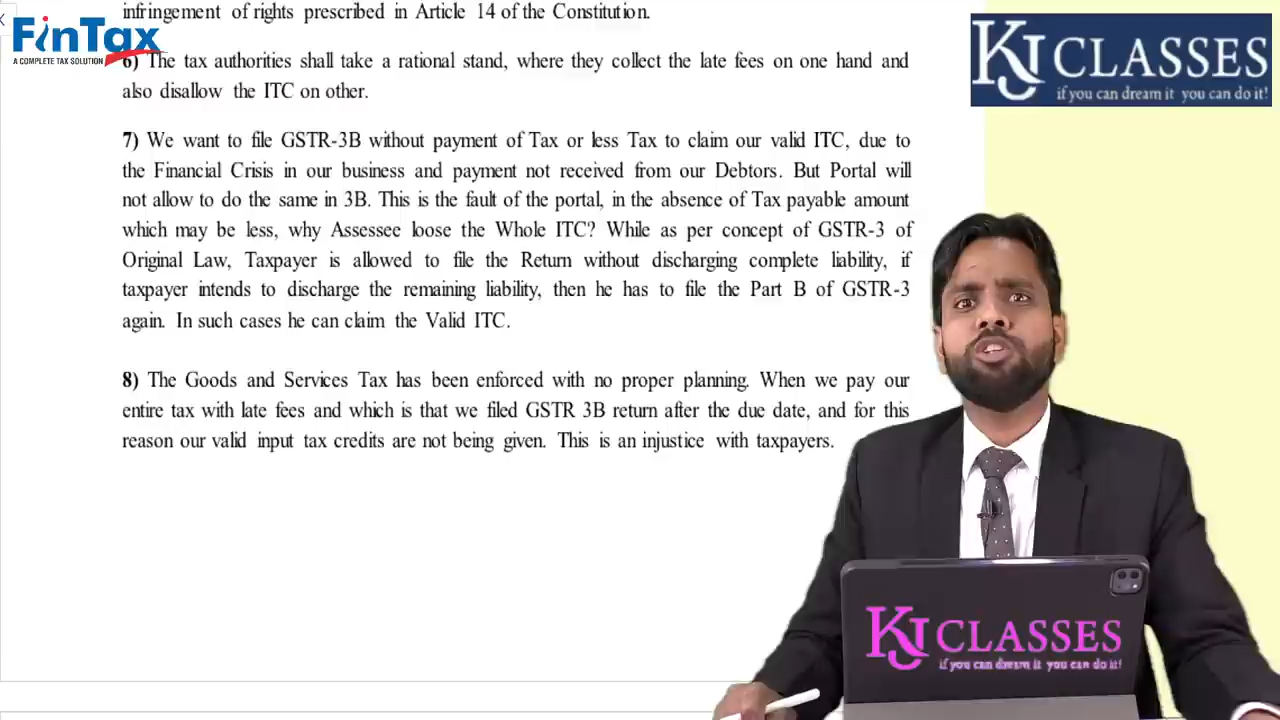 infringement of rights prescribed in Article 14 of the Constitution.
FinTax
A COMPLETE TAX SOLUTION
6) The tax authorities shall take a rational stand, where they collect the late fees on one hand and
also disallow the ITC on other.
KJ CLASSES
if you can dream it you can do it!
7) We want to file GSTR-3B without payment of Tax or less Tax to claim our valid ITC, due to
the Financial Crisis in our business and payment not received from our Debtors. But Portal will
not allow to do the same in 3B. This is the fault of the portal, in the absence of Tax payable amount
which may be less, why Assessee loose the Whole ITC? While as per concept of GSTR-3 of
Original Law, Taxpayer is allowed to file the Return without discharging complete liability, if
taxpayer intends to discharge the remaining liability, then he has to file the Part B of GSTR-3
again. In such cases he can claim the Valid ITC.
8) The Goods and Services Tax has been enforced with no proper planning. When we pay our
entire tax with late fees and which is that we filed GSTR 3B return after the due date, and for this
reason our valid input tax credits are not being given. This is an injustice with taxpayers.
KJ CLASSES
if you can dream it you can do it!